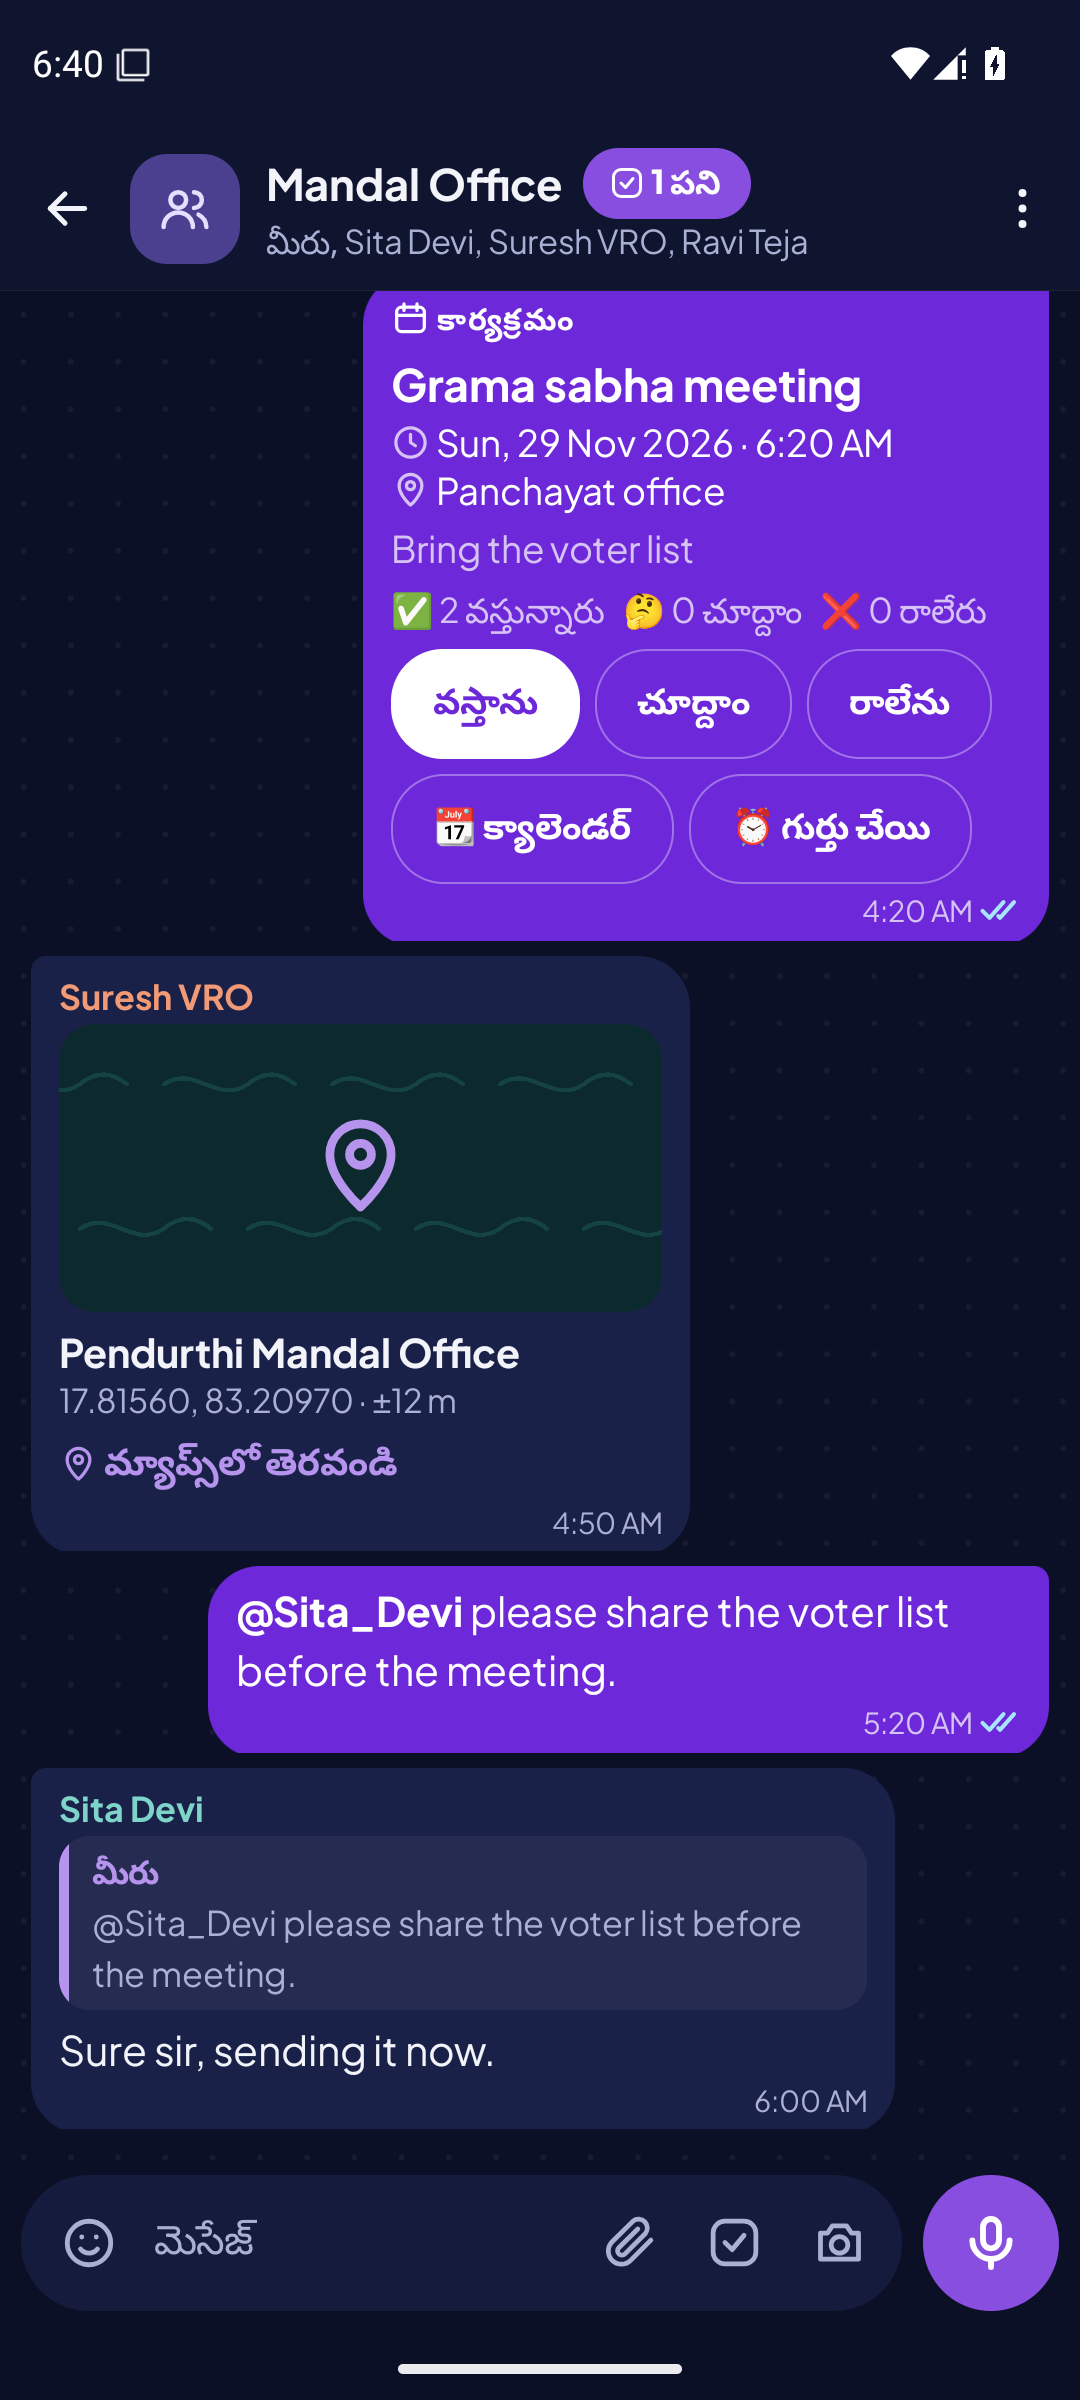 6:40
Mandal Office
1 పని
మీరు, Sita Devi, Suresh VRO, Ravi Teja
కార్యక్రమం
Grama sabha meeting
Sun, 29 Nov 2026 · 6:20 AM
Panchayat office
Bring the voter list
✅ 2 వస్తున్నారు 🤔 0 చూద్దాం ❌ 0 రాలేరు
వస్తాను చూద్దాం రాలేను
📆 క్యాలెండర్ ⏰ గుర్తు చేయి
4:20 AM
Suresh VRO
Pendurthi Mandal Office
17.81560, 83.20970 · ±12 m
మ్యాప్స్‌లో తెరవండి
4:50 AM
@Sita_Devi please share the voter list
before the meeting.
5:20 AM
Sita Devi
మీరు
@Sita_Devi please share the voter list before
the meeting.
Sure sir, sending it now.
6:00 AM
మెసేజ్